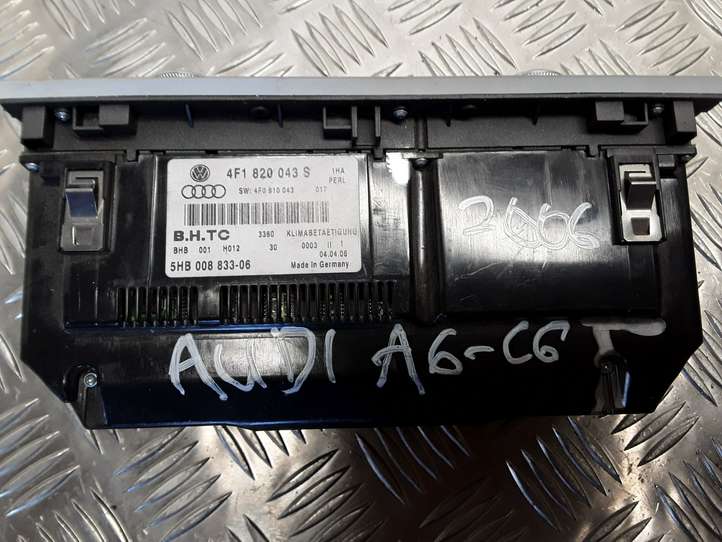 4F1 820 043 S
IHA
PERL
SW: 4F0 810 043 017
B.H.TC 3360 KLIMABETAETIGUNG
BHB 001 H012 30 0003 II 1
04.04.06
5HB 008 833-06 Made in Germany
2006
AUDI A6-C6